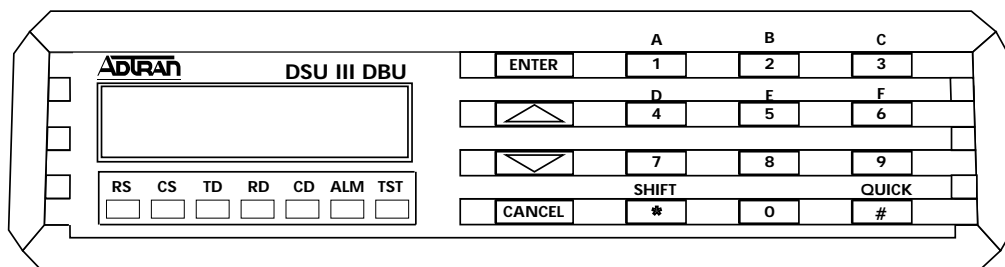 A B C
ADTRAN DSU III DBU ENTER 1 2 3
D E F
4 5 6
7 8 9
RS CS TD RD CD ALM TST SHIFT QUICK
CANCEL * 0 #